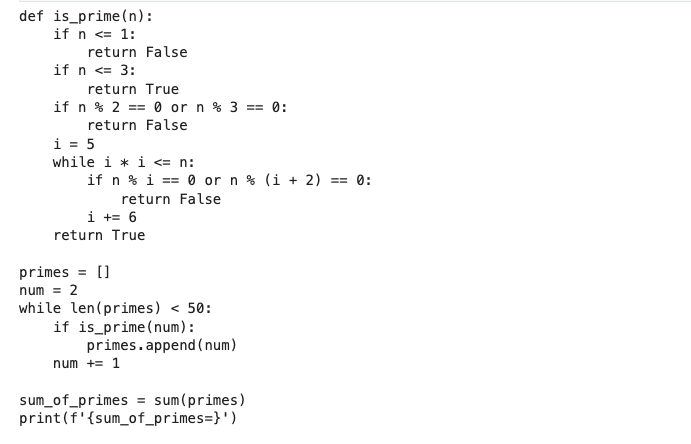 def is_prime(n):
    if n <= 1:
        return False
    if n <= 3:
        return True
    if n % 2 == 0 or n % 3 == 0:
        return False
    i = 5
    while i * i <= n:
        if n % i == 0 or n % (i + 2) == 0:
            return False
        i += 6
    return True

primes = []
num = 2
while len(primes) < 50:
    if is_prime(num):
        primes.append(num)
    num += 1

sum_of_primes = sum(primes)
print(f'{sum_of_primes=}')